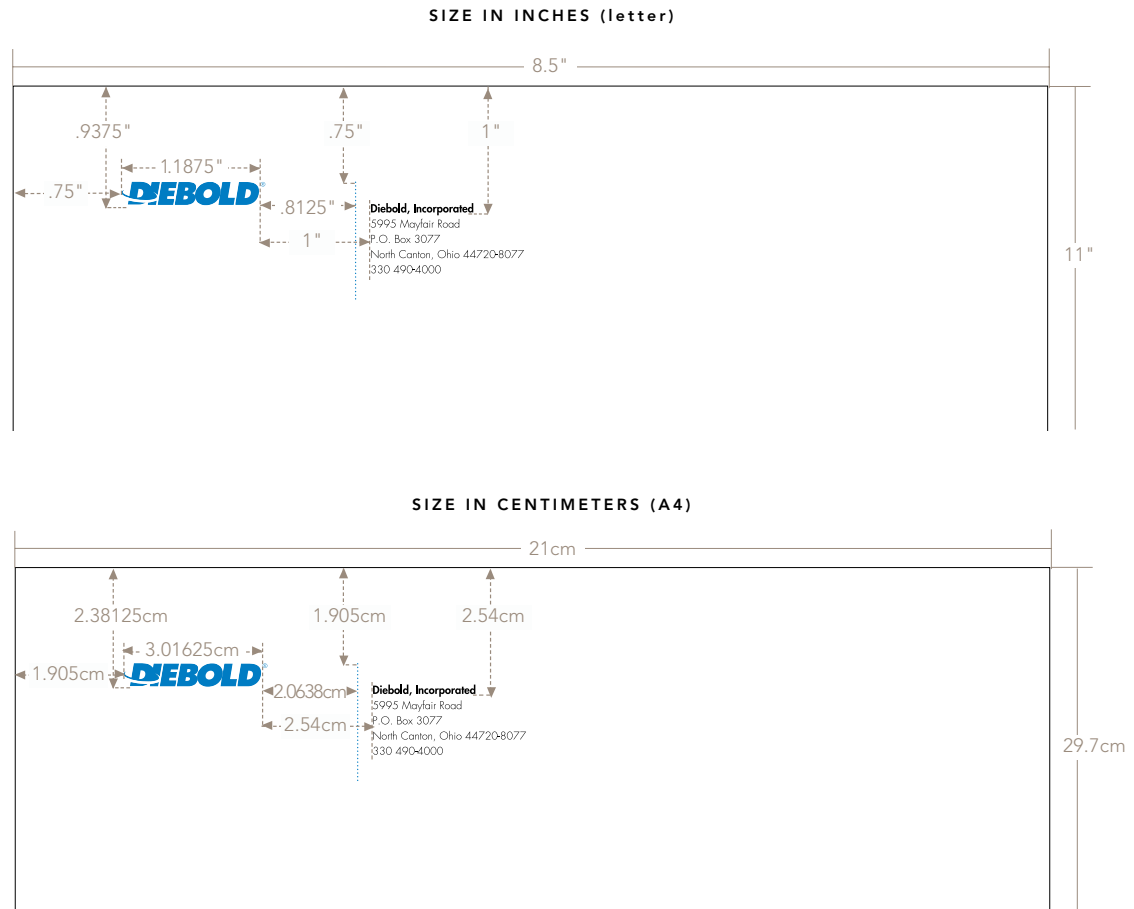 SIZE IN INCHES (letter)
8.5"
.9375"
.75"
1"
1.1875"
.75"
DIEBOLD®
.8125"
Diebold, Incorporated
5995 Mayfair Road
1"
P.O. Box 3077
North Canton, Ohio 44720-8077
11"
330 490-4000
SIZE IN CENTIMETERS (A4)
21cm
2.38125cm
1.905cm
2.54cm
3.01625cm
1.905cm
DIEBOLD®
2.0638cm
Diebold, Incorporated
5995 Mayfair Road
2.54cm
P.O. Box 3077
North Canton, Ohio 44720-8077
29.7cm
330 490-4000